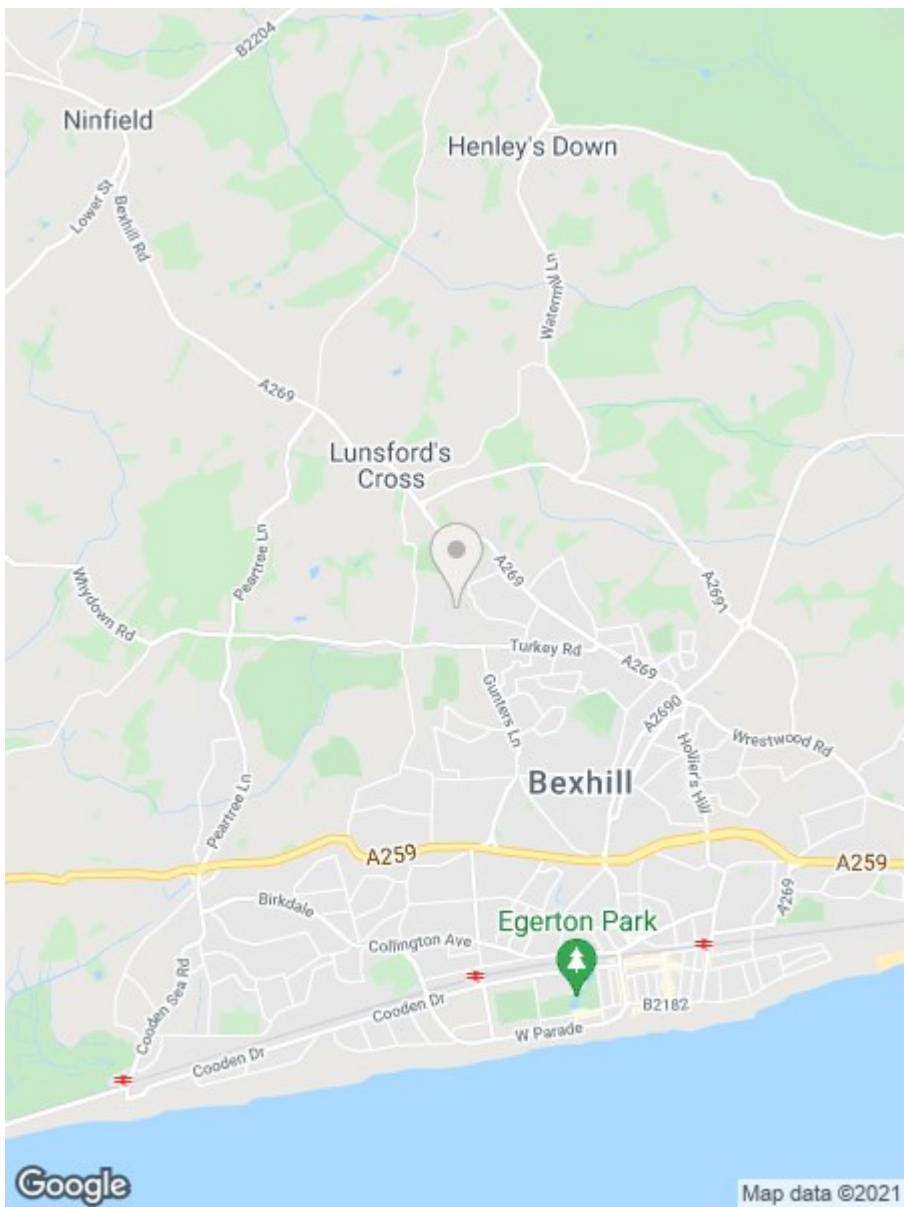 B2204
Ninfield
Henley's Down
Lower St
Bexhill Rd
Watermill Ln
A269
Lunsford's
Cross
Peartree Ln
A269
A2691
Whydown Rd
Turkey Rd
A269
Gunters Ln
A2690
Wrestwood Rd
Hollier's Hill
Bexhill
Peartree Ln
A259
A259
Birkdale
A269
Egerton Park
Collington Ave
Cooden Sea Rd
Cooden Dr
B2182
W Parade
Cooden Dr
Google
Map data ©2021